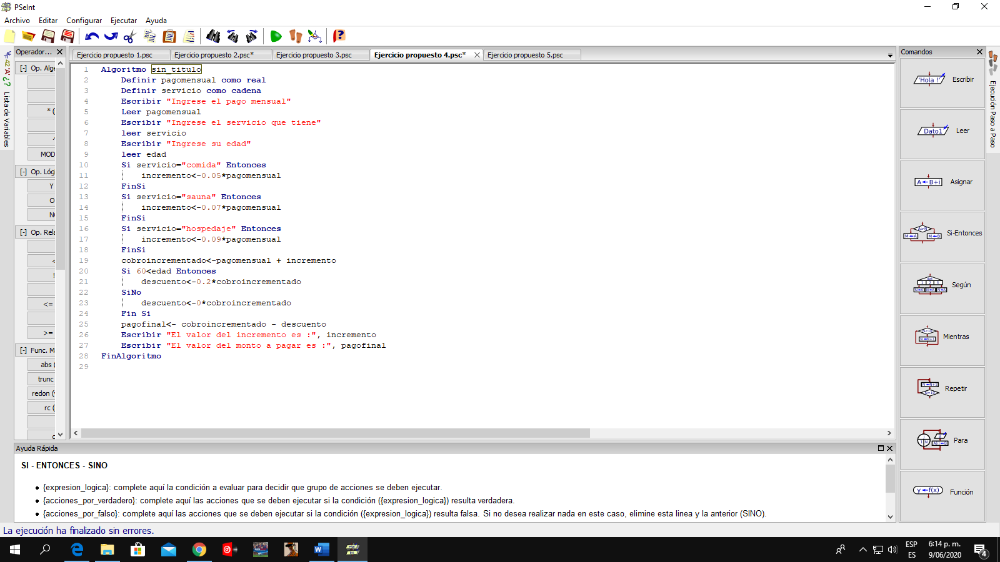 PSeInt
Archivo Editar Configurar Ejecutar Ayuda
Operador...
Ejercicio propuesto 1.psc Ejercicio propuesto 2.psc* Ejercicio propuesto 3.psc Ejercicio propuesto 4.psc* Ejercicio propuesto 5.psc
Comandos
Lista de Variables
[-] Op. Alge
* (
MOD
[-] Op. Lóg
Y
O
[-] Op. Rela
<=
>=
[-] Func. M
abs (
trunc
redon (
rc (
1 Algoritmo sin_titulo
2 Definir pagomensual como real
3 Definir servicio como cadena
4 Escribir "Ingrese el pago mensual"
5 Leer pagomensual
6 Escribir "Ingrese el servicio que tiene"
7 leer servicio
8 Escribir "Ingrese su edad"
9 leer edad
10 Si servicio="comida" Entonces
11 incremento<-0.05*pagomensual
12 FinSi
13 Si servicio="sauna" Entonces
14 incremento<-0.07*pagomensual
15 FinSi
16 Si servicio="hospedaje" Entonces
17 incremento<-0.09*pagomensual
18 FinSi
19 cobroincrementado<-pagomensual + incremento
20 Si 60<edad Entonces
21 descuento<-0.2*cobroincrementado
22 SiNo
23 descuento<-0*cobroincrementado
24 Fin Si
25 pagofinal<- cobroincrementado - descuento
26 Escribir "El valor del incremento es :", incremento
27 Escribir "El valor del monto a pagar es :", pagofinal
28 FinAlgoritmo
29
'Hola !' Escribir
Dato1 Leer
A←B+i Asignar
A>B M←A M←B Si-Entonces
Según
Mientras
Repetir
Para
y←f(x) Función
Ejecución Paso a Paso
Ayuda Rápida
SI - ENTONCES - SINO
• {expresion_logica}: complete aquí la condición a evaluar para decidir que grupo de acciones se deben ejecutar.
• {acciones_por_verdadero}: complete aquí las acciones que se deben ejecutar si la condición ({expresion_logica}) resulta verdadera.
• {acciones_por_falso}: complete aquí las acciones que se deben ejecutar si la condición ({expresion_logica}) resulta falsa. Si no desea realizar nada en este caso, elimine esta linea y la anterior (SINO).
La ejecución ha finalizado sin errores.
ESP
ES
6:14 p. m.
9/06/2020
4